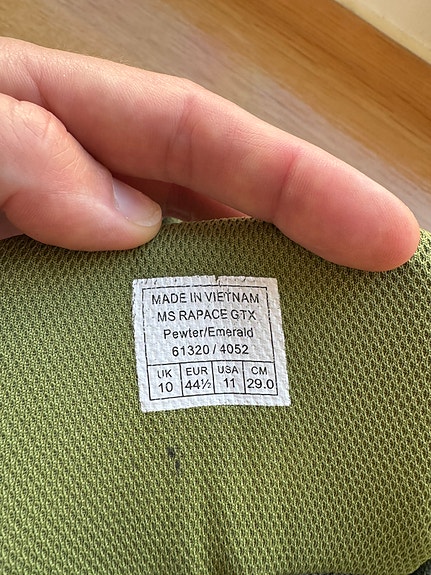 MADE IN VIETNAM
MS RAPACE GTX
Pewter/Emerald
61320 / 4052
UK EUR USA CM
10 44½ 11 29.0